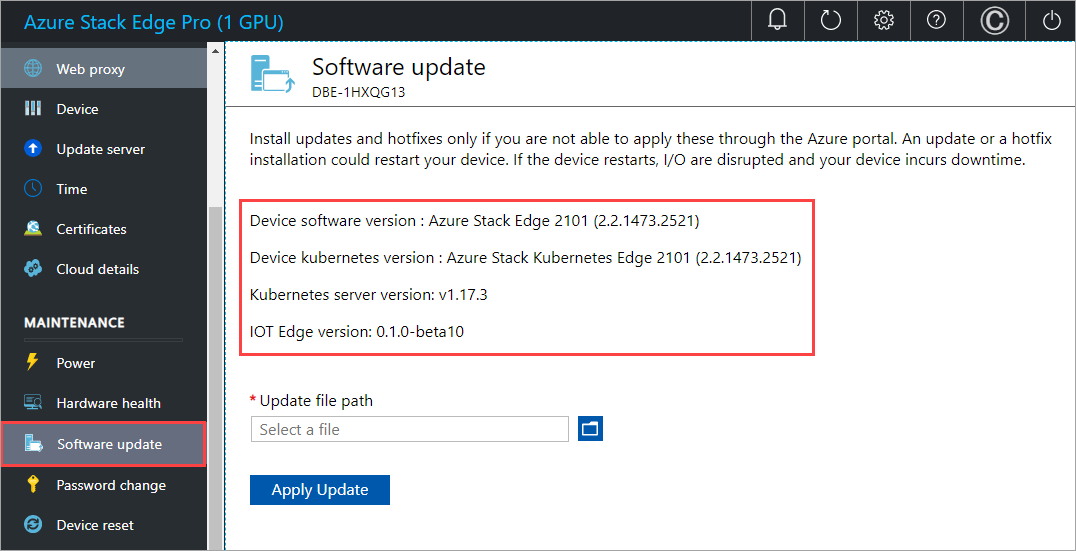 Azure Stack Edge Pro (1 GPU)
Web proxy
Device
Update server
Time
Certificates
Cloud details
MAINTENANCE
Power
Hardware health
Software update
Password change
Device reset
Software update
DBE-1HXQG13
Install updates and hotfixes only if you are not able to apply these through the Azure portal. An update or a hotfix
installation could restart your device. If the device restarts, I/O are disrupted and your device incurs downtime.
Device software version : Azure Stack Edge 2101 (2.2.1473.2521)
Device kubernetes version : Azure Stack Kubernetes Edge 2101 (2.2.1473.2521)
Kubernetes server version: v1.17.3
IOT Edge version: 0.1.0-beta10
* Update file path
Select a file
Apply Update